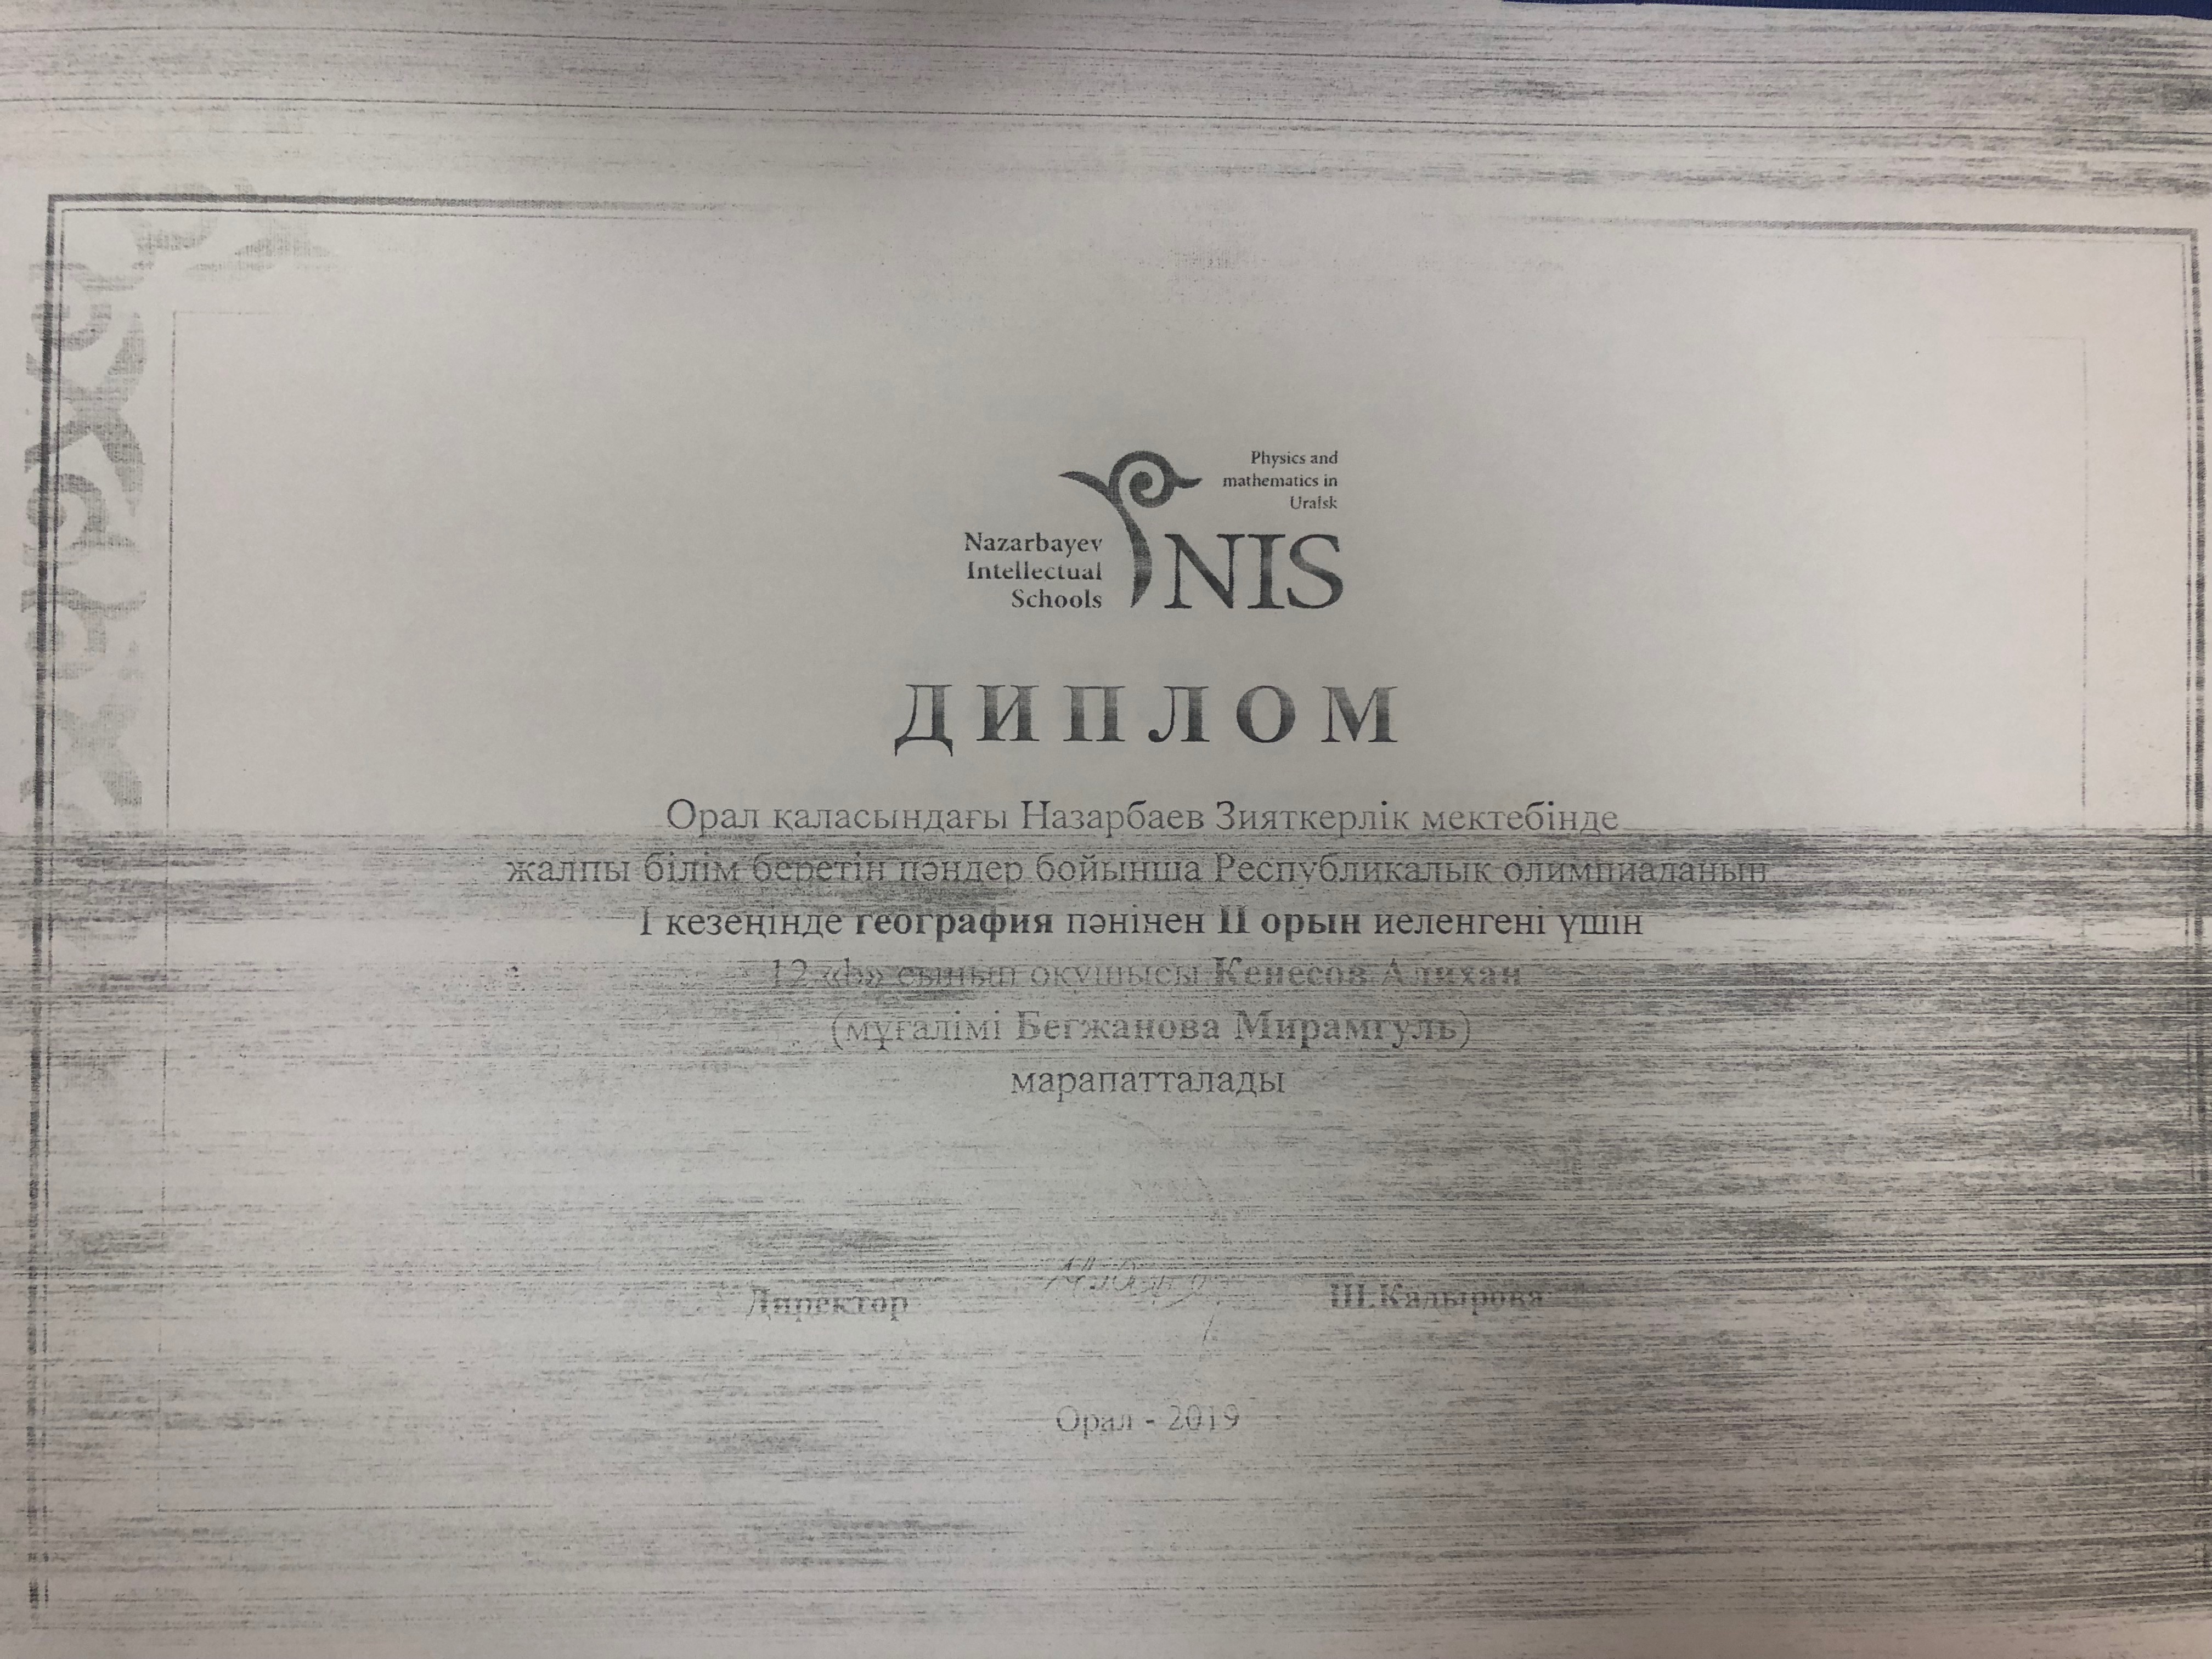 Physics and
mathematics in
Uralsk
Nazarbayev
Intellectual
Schools
NIS
ДИПЛОМ
Орал қаласындағы Назарбаев Зияткерлік мектебінде
жалпы білім беретін пәндер бойынша Республикалық олимпиаданың
І кезеңінде география пәнінен ІІ орын иеленгені үшін
12 сынып оқушысы Кенесов Алихан
(мұғалімі Бегжанова Мирамгуль)
марапатталады
Директор Ш.Кадырова
Орал - 2019